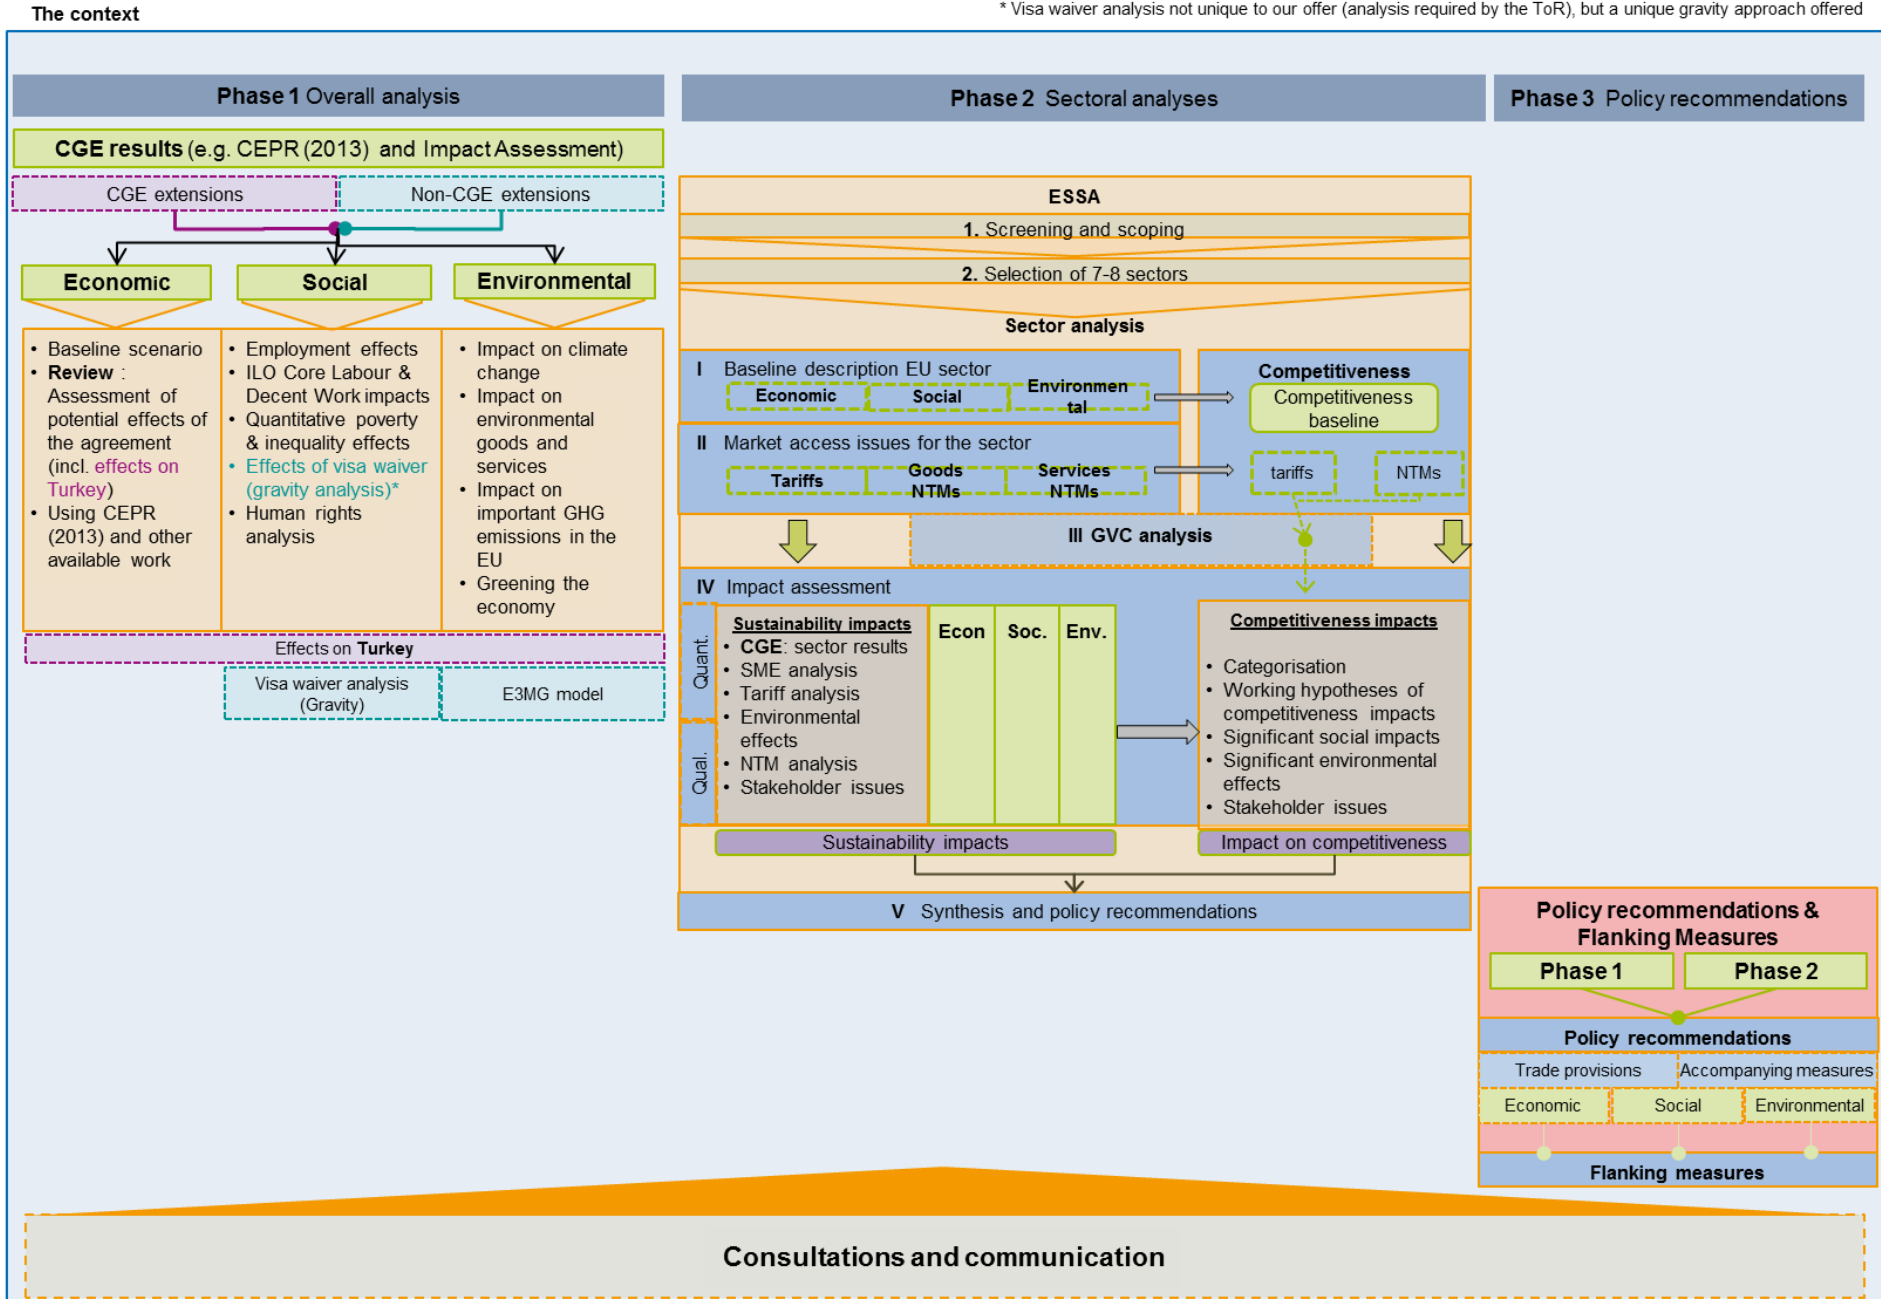 The context
* Visa waiver analysis not unique to our offer (analysis required by the ToR), but a unique gravity approach offered
Phase 1 Overall analysis
CGE results (e.g. CEPR (2013) and Impact Assessment)
CGE extensions
Non-CGE extensions
Economic
Social
Environmental
• Baseline scenario
• Review :
Assessment of
potential effects of
the agreement
(incl. effects on
Turkey)
• Using CEPR
(2013) and other
available work
• Employment effects
• ILO Core Labour &
Decent Work impacts
• Quantitative poverty
& inequality effects
• Effects of visa waiver
(gravity analysis)*
• Human rights
analysis
• Impact on climate
change
• Impact on
environmental
goods and
services
• Impact on
important GHG
emissions in the
EU
• Greening the
economy
Effects on Turkey
Visa waiver analysis
(Gravity)
E3MG model
Phase 2 Sectoral analyses
ESSA
1. Screening and scoping
2. Selection of 7-8 sectors
Sector analysis
I Baseline description EU sector
Economic
Social
Environmen
tal
Competitiveness
Competitiveness
baseline
II Market access issues for the sector
Tariffs
Goods
NTMs
Services
NTMs
tariffs
NTMs
III GVC analysis
IV Impact assessment
Quant.
Qual.
Sustainability impacts
• CGE: sector results
• SME analysis
• Tariff analysis
• Environmental
effects
• NTM analysis
• Stakeholder issues
Econ
Soc.
Env.
Competitiveness impacts
• Categorisation
• Working hypotheses of
competitiveness impacts
• Significant social impacts
• Significant environmental
effects
• Stakeholder issues
Sustainability impacts
Impact on competitiveness
V Synthesis and policy recommendations
Phase 3 Policy recommendations
Policy recommendations &
Flanking Measures
Phase 1
Phase 2
Policy recommendations
Trade provisions
Accompanying measures
Economic
Social
Environmental
Flanking measures
Consultations and communication